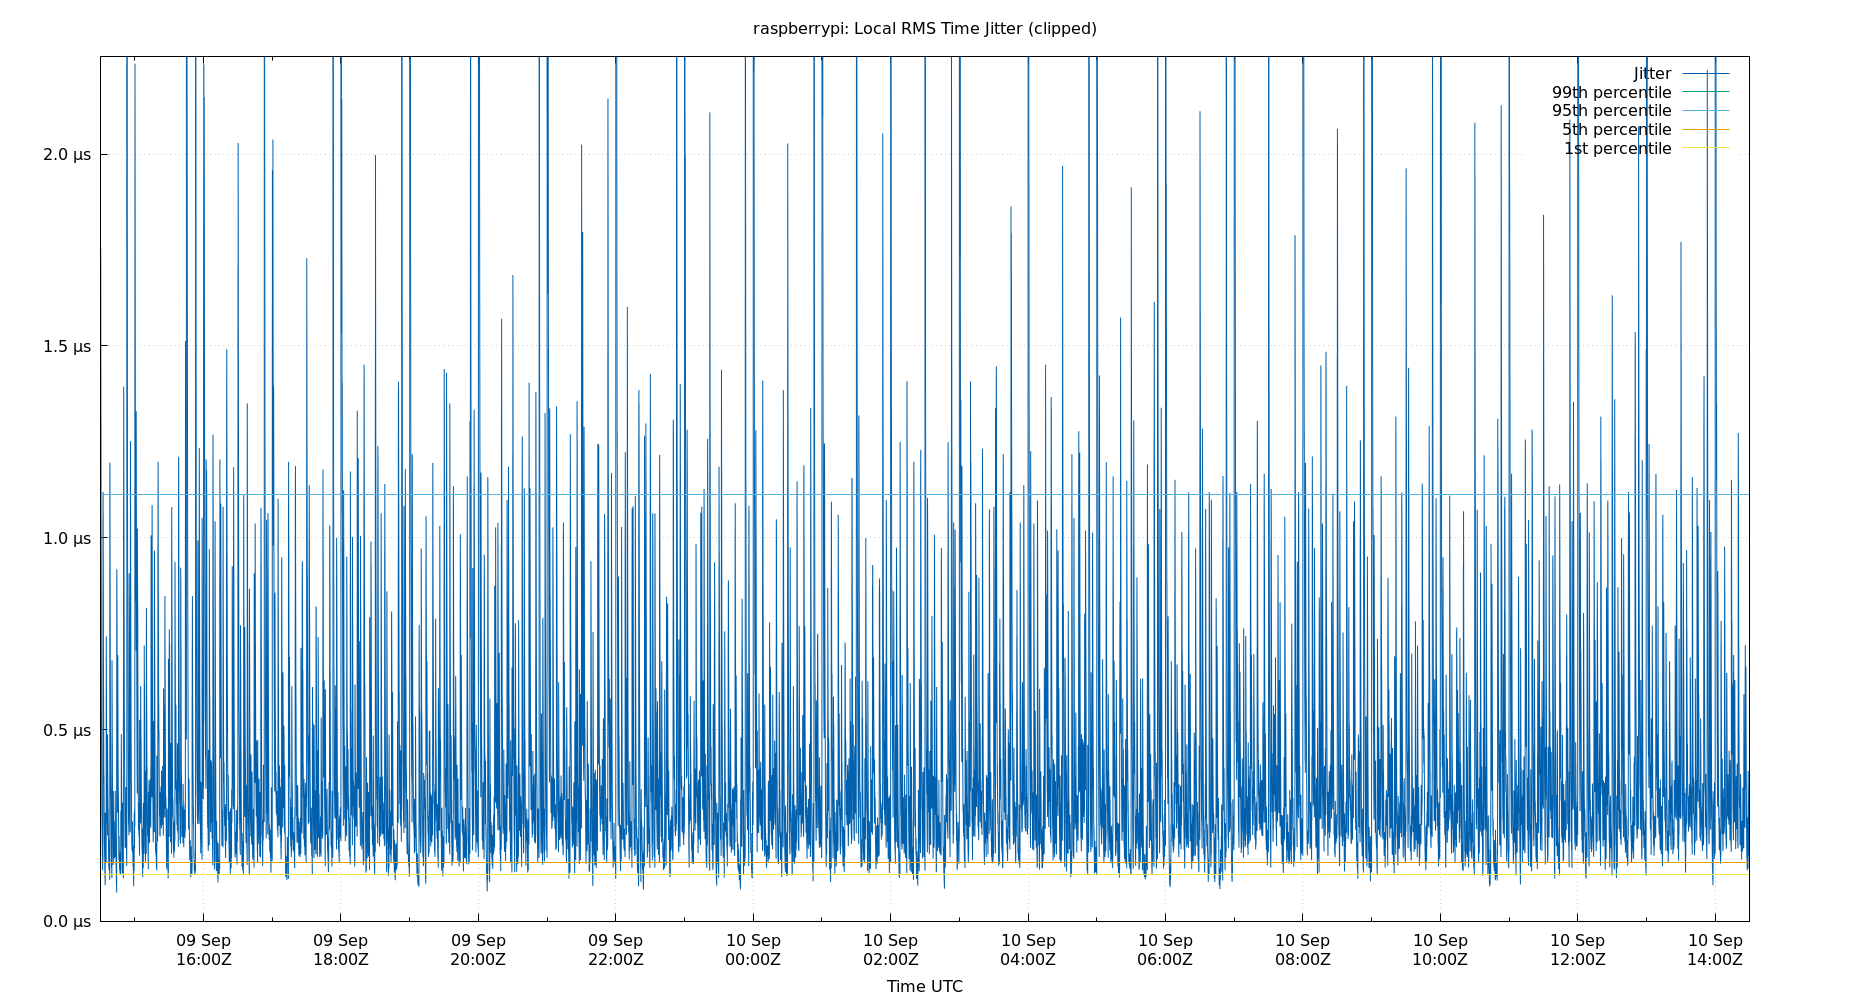 raspberrypi: Local RMS Time Jitter (clipped)
Jitter
99th percentile
95th percentile
5th percentile
1st percentile
2.0 µs
1.5 µs
1.0 µs
0.5 µs
0.0 µs
09 Sep 09 Sep 09 Sep 09 Sep 10 Sep 10 Sep 10 Sep 10 Sep 10 Sep 10 Sep 10 Sep 10 Sep
16:00Z 18:00Z 20:00Z 22:00Z 00:00Z 02:00Z 04:00Z 06:00Z 08:00Z 10:00Z 12:00Z 14:00Z
Time UTC